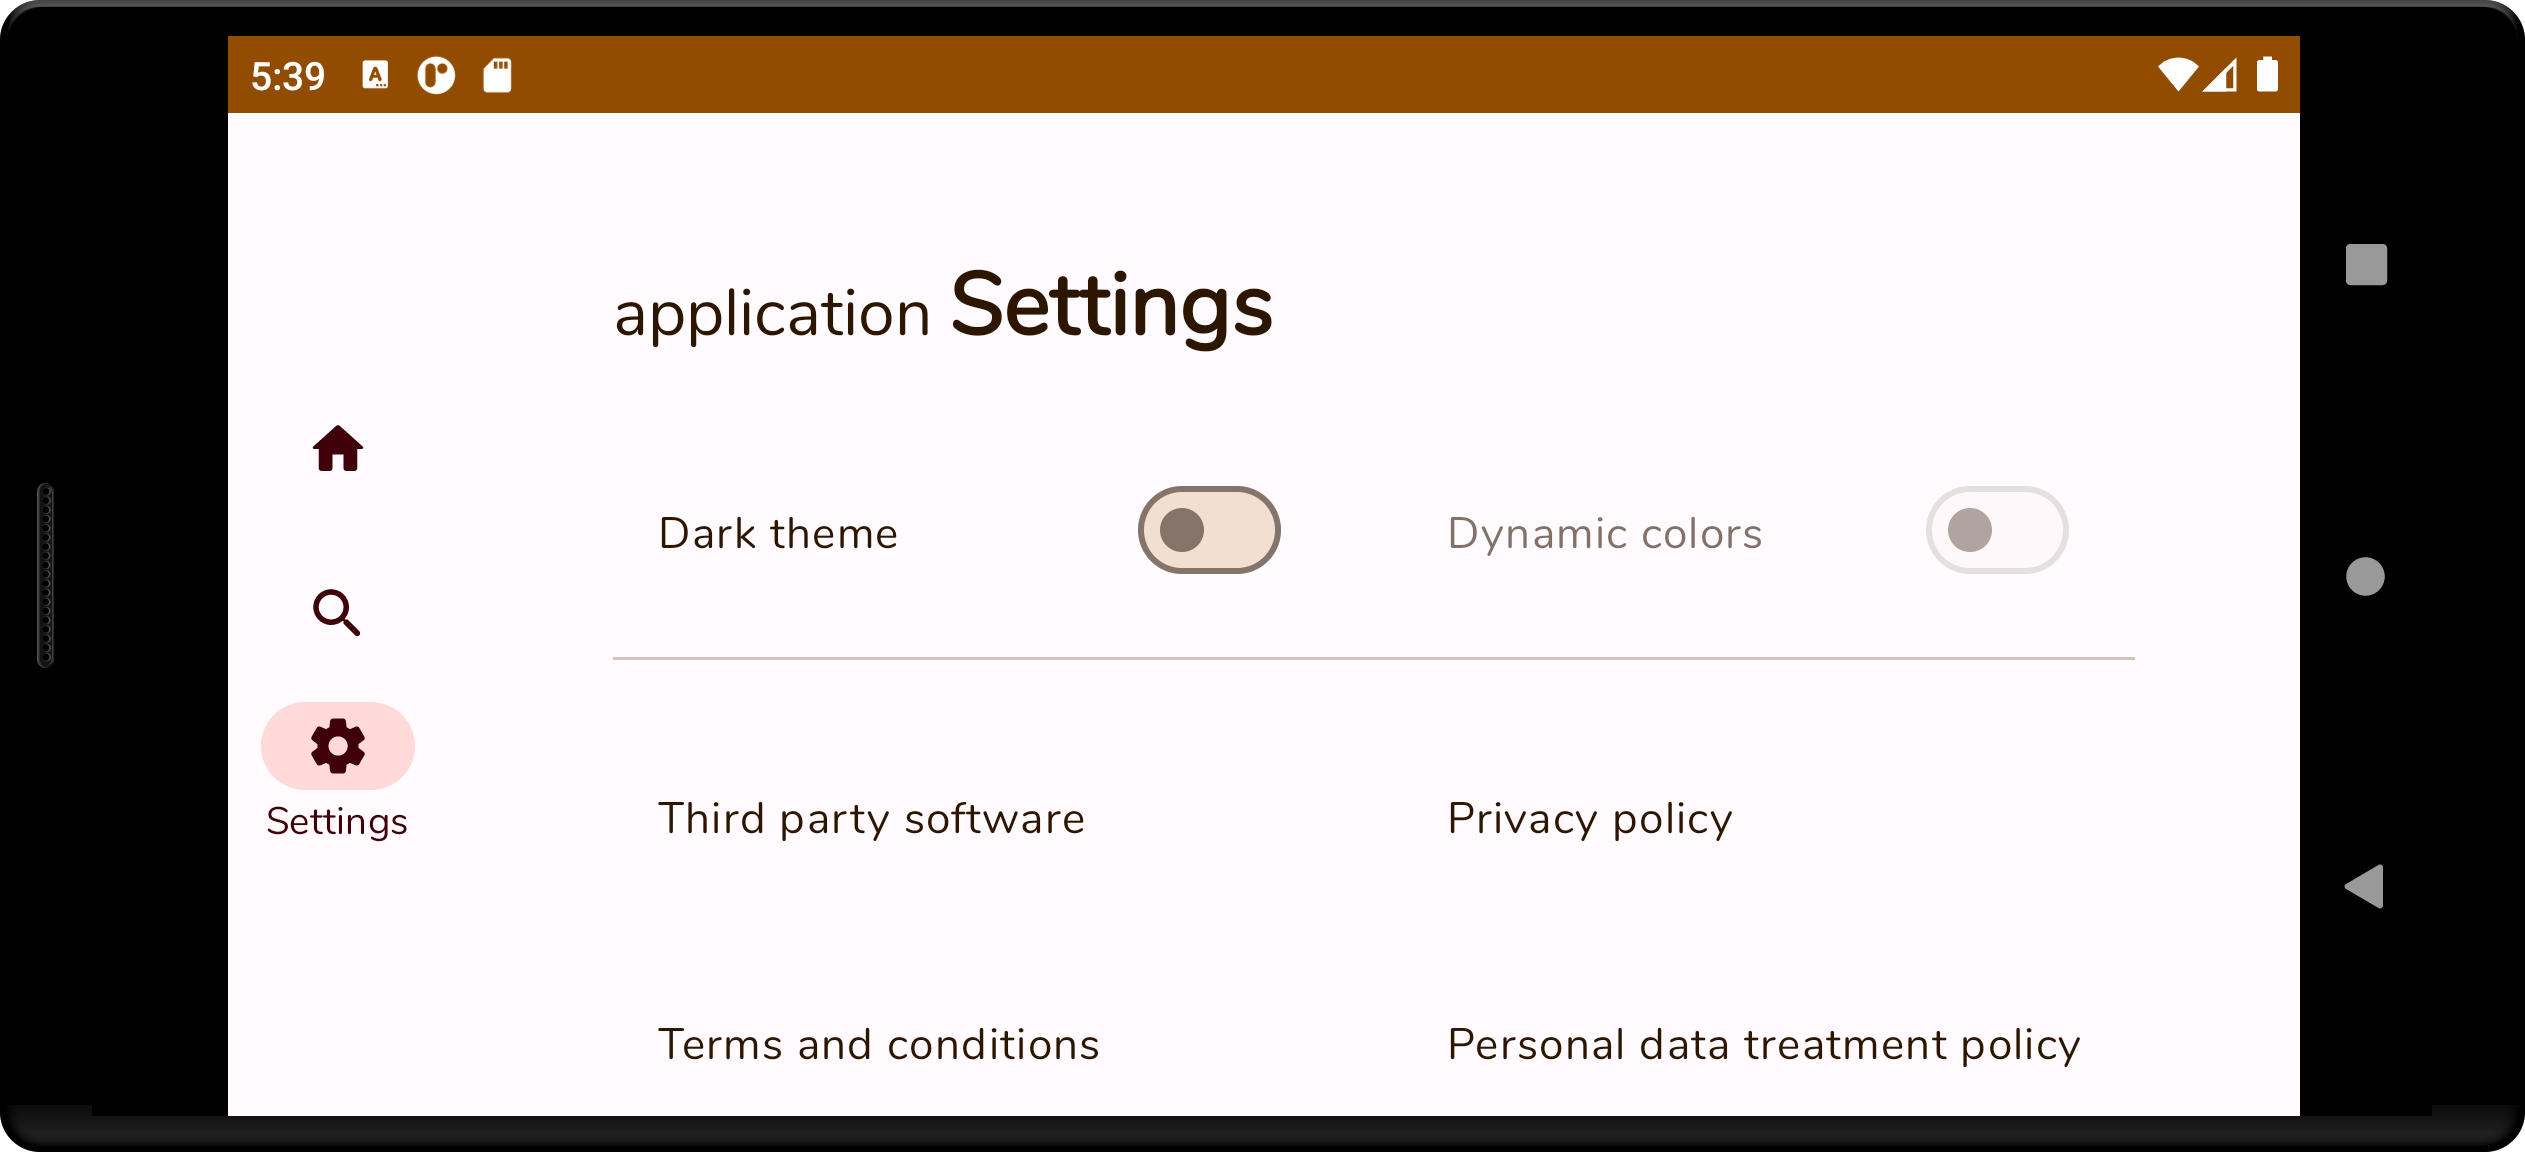 5:39
application Settings
Dark theme
Dynamic colors
Settings
Third party software
Privacy policy
Terms and conditions
Personal data treatment policy